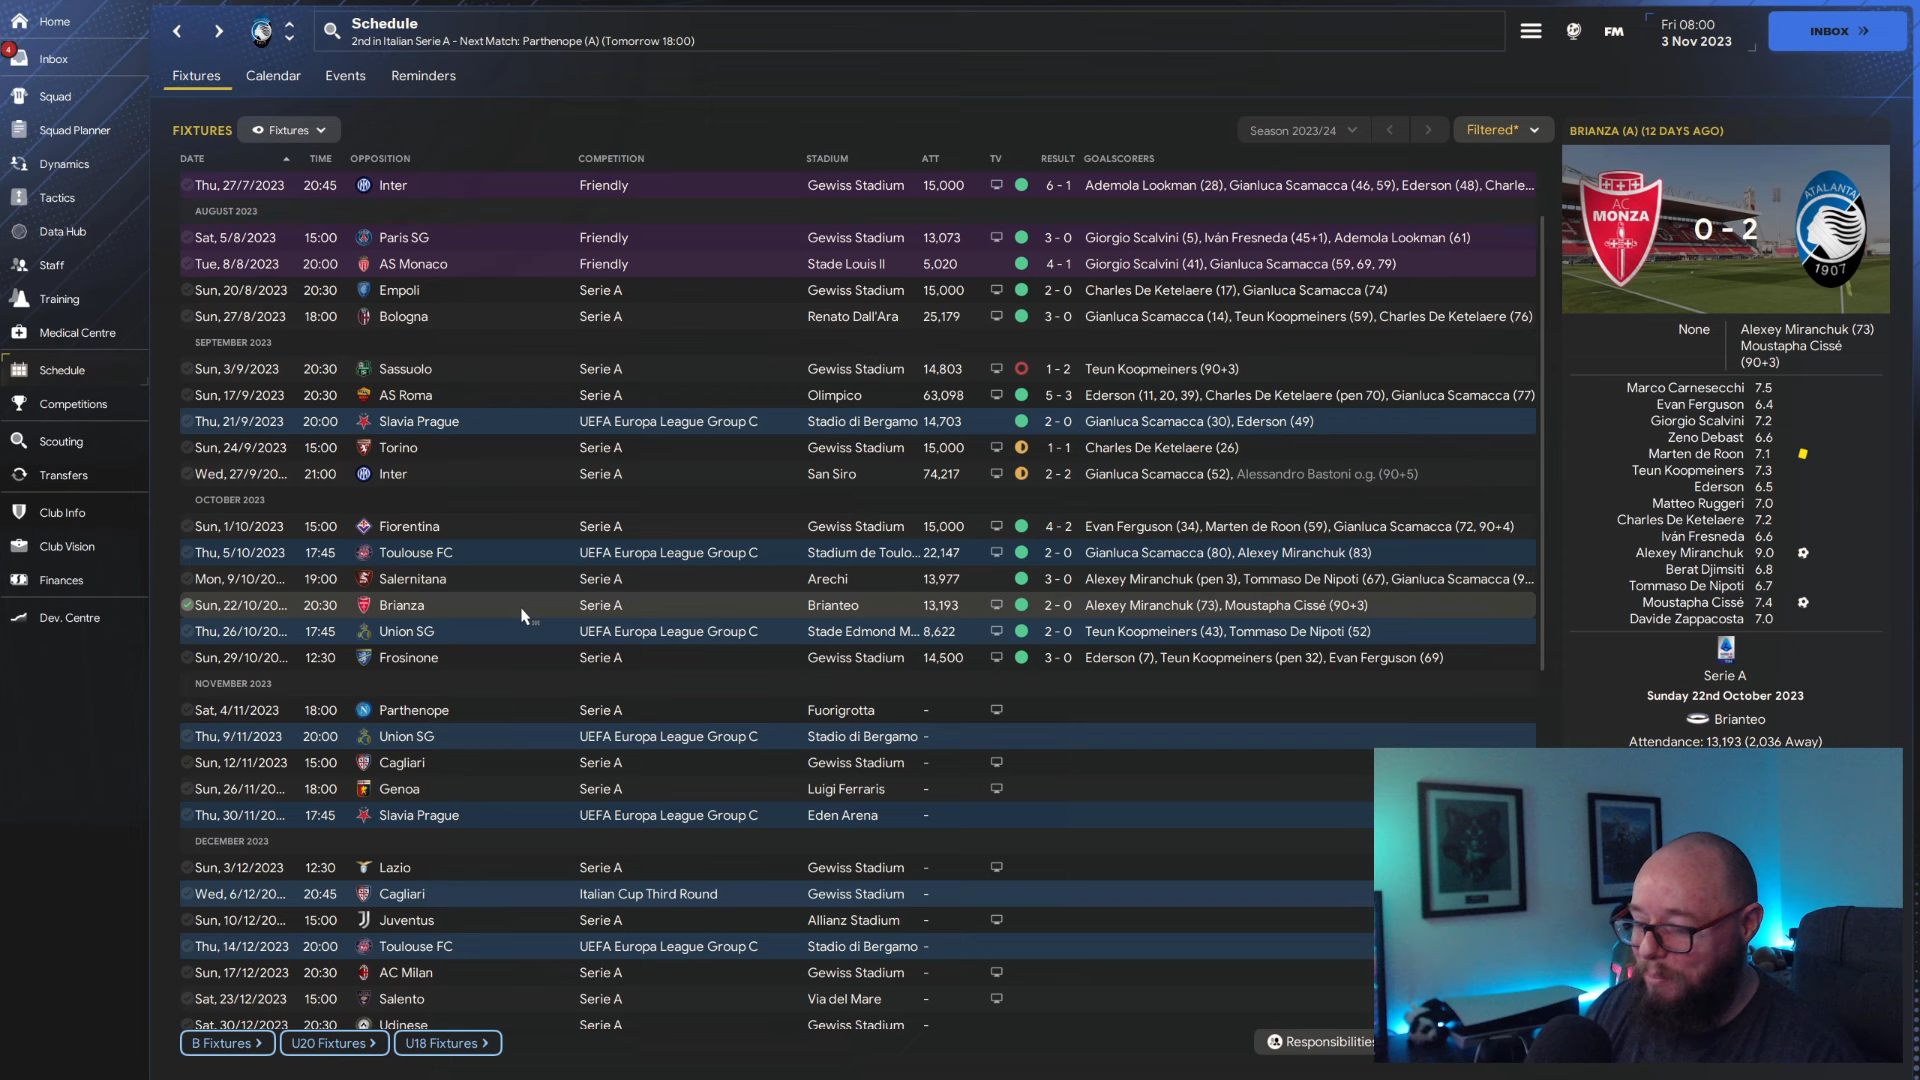 Home
4
Inbox
Squad
Squad Planner
Dynamics
Tactics
Data Hub
Staff
Training
Medical Centre
Schedule
Competitions
Scouting
Transfers
Club Info
Club Vision
Finances
Dev. Centre
Schedule
2nd in Italian Serie A - Next Match: Parthenope (A) (Tomorrow 18:00)
FM
Fri 08:00
3 Nov 2023
INBOX
Fixtures Calendar Events Reminders
FIXTURES Fixtures Season 2023/24 Filtered*
DATE TIME OPPOSITION COMPETITION STADIUM ATT TV RESULT GOALSCORERS
Thu, 27/7/2023 20:45 Inter Friendly Gewiss Stadium 15,000 6 - 1 Ademola Lookman (28), Gianluca Scamacca (46, 59), Ederson (48), Charle...
AUGUST 2023
Sat, 5/8/2023 15:00 Paris SG Friendly Gewiss Stadium 13,073 3 - 0 Giorgio Scalvini (5), Iván Fresneda (45+1), Ademola Lookman (61)
Tue, 8/8/2023 20:00 AS Monaco Friendly Stade Louis II 5,020 4 - 1 Giorgio Scalvini (41), Gianluca Scamacca (59, 69, 79)
Sun, 20/8/2023 20:30 Empoli Serie A Gewiss Stadium 15,000 2 - 0 Charles De Ketelaere (17), Gianluca Scamacca (74)
Sun, 27/8/2023 18:00 Bologna Serie A Renato Dall'Ara 25,179 3 - 0 Gianluca Scamacca (14), Teun Koopmeiners (59), Charles De Ketelaere (76)
SEPTEMBER 2023
Sun, 3/9/2023 20:30 Sassuolo Serie A Gewiss Stadium 14,803 1 - 2 Teun Koopmeiners (90+3)
Sun, 17/9/2023 20:30 AS Roma Serie A Olimpico 63,098 5 - 3 Ederson (11, 20, 39), Charles De Ketelaere (pen 70), Gianluca Scamacca (77)
Thu, 21/9/2023 20:00 Slavia Prague UEFA Europa League Group C Stadio di Bergamo 14,703 2 - 0 Gianluca Scamacca (30), Ederson (49)
Sun, 24/9/2023 15:00 Torino Serie A Gewiss Stadium 15,000 1 - 1 Charles De Ketelaere (26)
Wed, 27/9/20... 21:00 Inter Serie A San Siro 74,217 2 - 2 Gianluca Scamacca (52), Alessandro Bastoni o.g. (90+5)
OCTOBER 2023
Sun, 1/10/2023 15:00 Fiorentina Serie A Gewiss Stadium 15,000 4 - 2 Evan Ferguson (34), Marten de Roon (59), Gianluca Scamacca (72, 90+4)
Thu, 5/10/2023 17:45 Toulouse FC UEFA Europa League Group C Stadium de Toulo... 22,147 2 - 0 Gianluca Scamacca (80), Alexey Miranchuk (83)
Mon, 9/10/20... 19:00 Salernitana Serie A Arechi 13,977 3 - 0 Alexey Miranchuk (pen 3), Tommaso De Nipoti (67), Gianluca Scamacca (9...
Sun, 22/10/20... 20:30 Brianza Serie A Brianteo 13,193 2 - 0 Alexey Miranchuk (73), Moustapha Cissé (90+3)
Thu, 26/10/20... 17:45 Union SG UEFA Europa League Group C Stade Edmond M... 8,622 2 - 0 Teun Koopmeiners (43), Tommaso De Nipoti (52)
Sun, 29/10/20... 12:30 Frosinone Serie A Gewiss Stadium 14,500 3 - 0 Ederson (7), Teun Koopmeiners (pen 32), Evan Ferguson (69)
NOVEMBER 2023
Sat, 4/11/2023 18:00 Parthenope Serie A Fuorigrotta -
Thu, 9/11/2023 20:00 Union SG UEFA Europa League Group C Stadio di Bergamo -
Sun, 12/11/2023 15:00 Cagliari Serie A Gewiss Stadium -
Sun, 26/11/2023 18:00 Genoa Serie A Luigi Ferraris -
Thu, 30/11/20... 17:45 Slavia Prague UEFA Europa League Group C Eden Arena -
DECEMBER 2023
Sun, 3/12/2023 12:30 Lazio Serie A Gewiss Stadium -
Wed, 6/12/20... 20:45 Cagliari Italian Cup Third Round Gewiss Stadium -
Sun, 10/12/20... 15:00 Juventus Serie A Allianz Stadium -
Thu, 14/12/2023 20:00 Toulouse FC UEFA Europa League Group C Stadio di Bergamo -
Sun, 17/12/2023 20:30 AC Milan Serie A Gewiss Stadium -
Sat, 23/12/2023 15:00 Salento Serie A Via del Mare -
Sat, 30/12/2023 20:30 Udinese Serie A Gewiss Stadium
B Fixtures U20 Fixtures U18 Fixtures Responsibilities
BRIANZA (A) (12 DAYS AGO)
AC
MONZA
0 - 2
ATALANTA
1907
None Alexey Miranchuk (73)
Moustapha Cissé
(90+3)
Marco Carnesecchi 7.5
Evan Ferguson 6.4
Giorgio Scalvini 7.2
Zeno Debast 6.6
Marten de Roon 7.1
Teun Koopmeiners 7.3
Ederson 6.5
Matteo Ruggeri 7.0
Charles De Ketelaere 7.2
Iván Fresneda 6.6
Alexey Miranchuk 9.0
Berat Djimsiti 6.8
Tommaso De Nipoti 6.7
Moustapha Cissé 7.4
Davide Zappacosta 7.0
Serie A
Sunday 22nd October 2023
Brianteo
Attendance: 13,193 (2,036 Away)